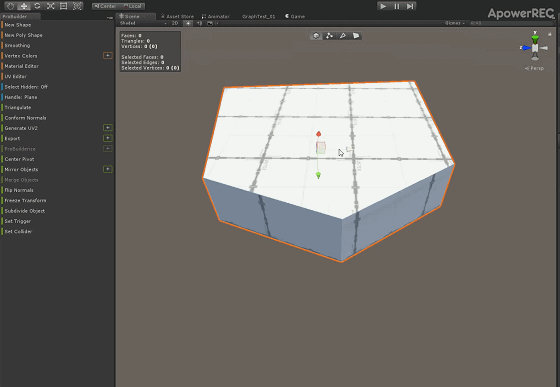 Center
Local
ApowerREC
ProBuilder
Scene
Asset Store
Animator
GraphTest_01
Game
Shaded
2D
Gizmos
New Shape
New Poly Shape
Smoothing
Vertex Colors
Material Editor
UV Editor
Select Hidden: Off
Handle: Plane
Triangulate
Conform Normals
Generate UV2
Export
ProBuilderize
Center Pivot
Mirror Objects
Merge Objects
Flip Normals
Freeze Transform
Subdivide Object
Set Trigger
Set Collider
Faces: 0
Triangles: 0
Vertices: 0 (0)
Selected Faces: 0
Selected Edges: 0
Selected Vertices: 0 (0)
Persp